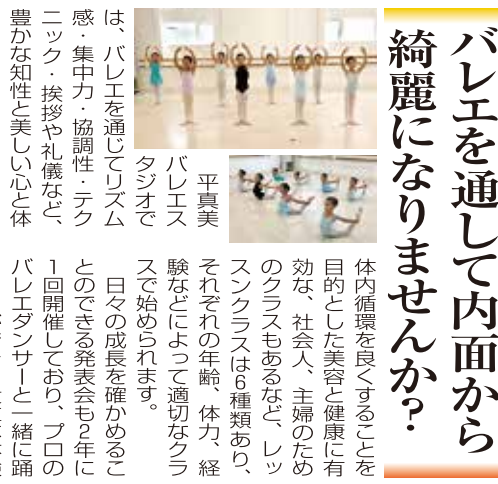 バレエを通して内面から
綺麗になりませんか？
平真美
バレエス
タジオで
は、バレエを通じてリズム
感・集中力・協調性・テク
ニック・挨拶や礼儀など、
豊かな知性と美しい心と体
体内循環を良くすることを
目的とした美容と健康に有
効な、社会人、主婦のため
のクラスもあるなど、レッ
スンクラスは6種類あり、
それぞれの年齢、体力、経
験などによって適切なクラ
スで始められます。
日々の成長を確かめるこ
とのできる発表会も2年に
1回開催しており、プロの
バレエダンサーと一緒に踊